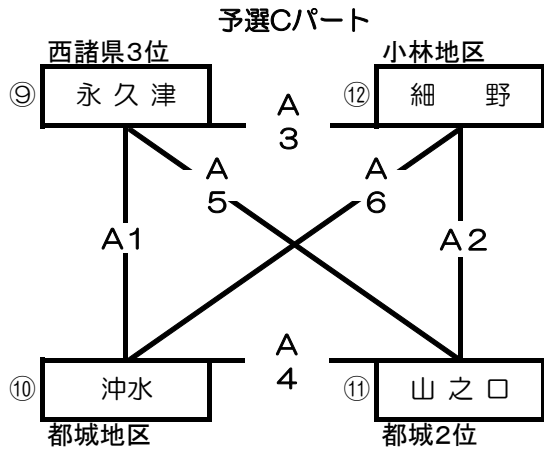 予選Cパート
西諸県3位 小林地区
⑨ 永久津 A ⑫ 細 野
3
A A
5 6
A1 A2
A
⑩ 沖水 4 ⑪ 山之口
都城地区 都城2位